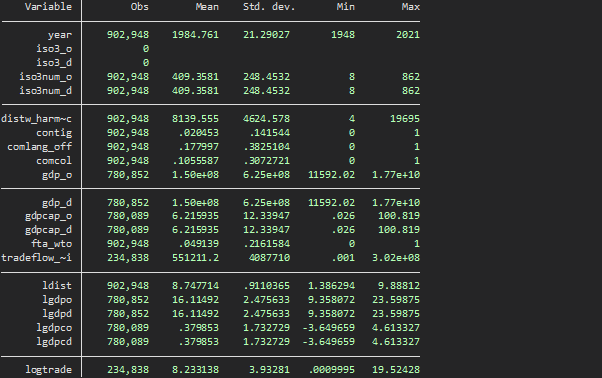 Variable Obs Mean Std. dev. Min Max
year 902,948 1984.761 21.29027 1948 2021
iso3_o 0
iso3_d 0
iso3num_o 902,948 409.3581 248.4532 8 862
iso3num_d 902,948 409.3581 248.4532 8 862
distw_harm~c 902,948 8139.555 4624.578 4 19695
contig 902,948 .020453 .141544 0 1
comlang_off 902,948 .177997 .3825104 0 1
comcol 902,948 .1055587 .3072721 0 1
gdp_o 780,852 1.50e+08 6.25e+08 11592.02 1.77e+10
gdp_d 780,852 1.50e+08 6.25e+08 11592.02 1.77e+10
gdpcap_o 780,089 6.215935 12.33947 .026 100.819
gdpcap_d 780,089 6.215935 12.33947 .026 100.819
fta_wto 902,948 .049139 .2161584 0 1
tradeflow_~i 234,838 551211.2 4087710 .001 3.02e+08
ldist 902,948 8.747714 .9110365 1.386294 9.88812
lgdpo 780,852 16.11492 2.475633 9.358072 23.59875
lgdpd 780,852 16.11492 2.475633 9.358072 23.59875
lgdpco 780,089 .379853 1.732729 -3.649659 4.613327
lgdpcd 780,089 .379853 1.732729 -3.649659 4.613327
logtrade 234,838 8.233138 3.93281 .0009995 19.52428